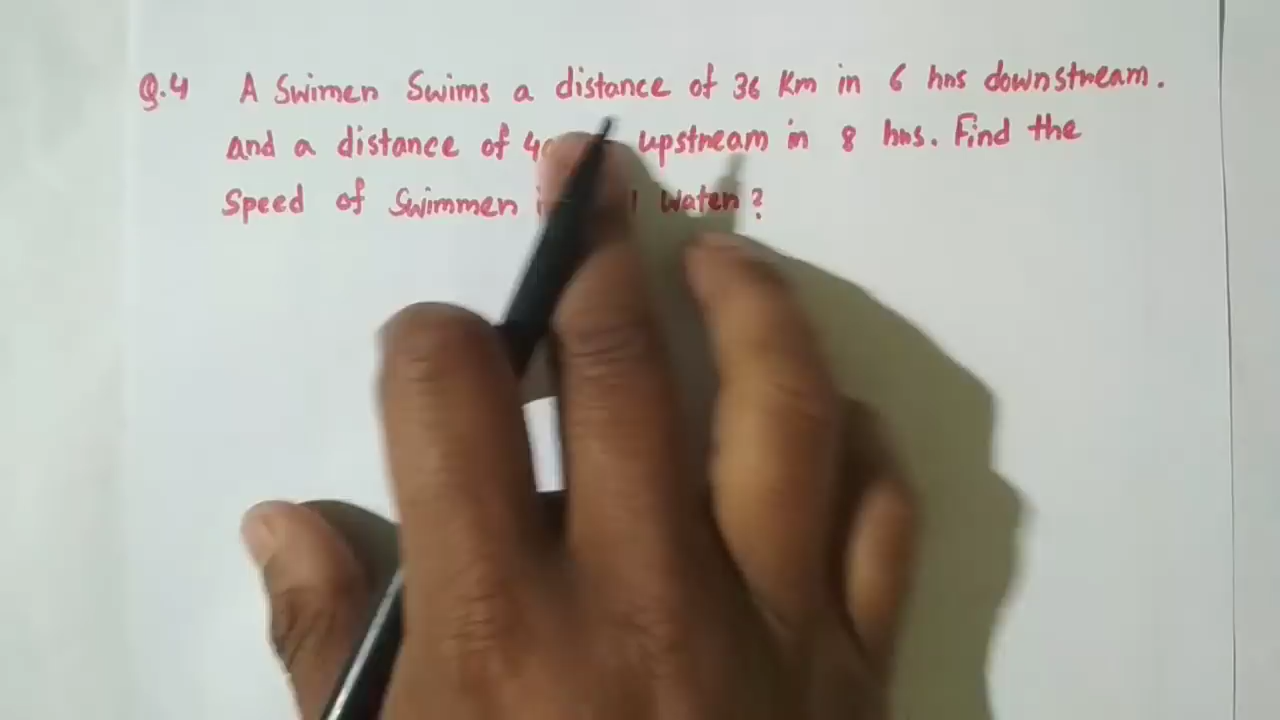 Q.4 A Swimer Swims a distance of 36 Km in 6 hrs downstream.
and a distance of upstream in 8 hrs. Find the
Speed of Swimmer water?